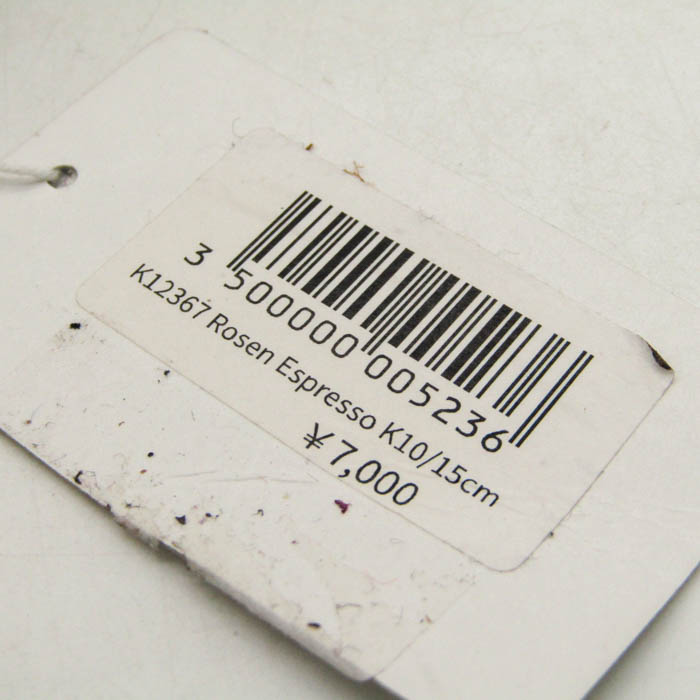 3 500000 005236
K12367 Rosen Espresso K10/15cm
¥7,000